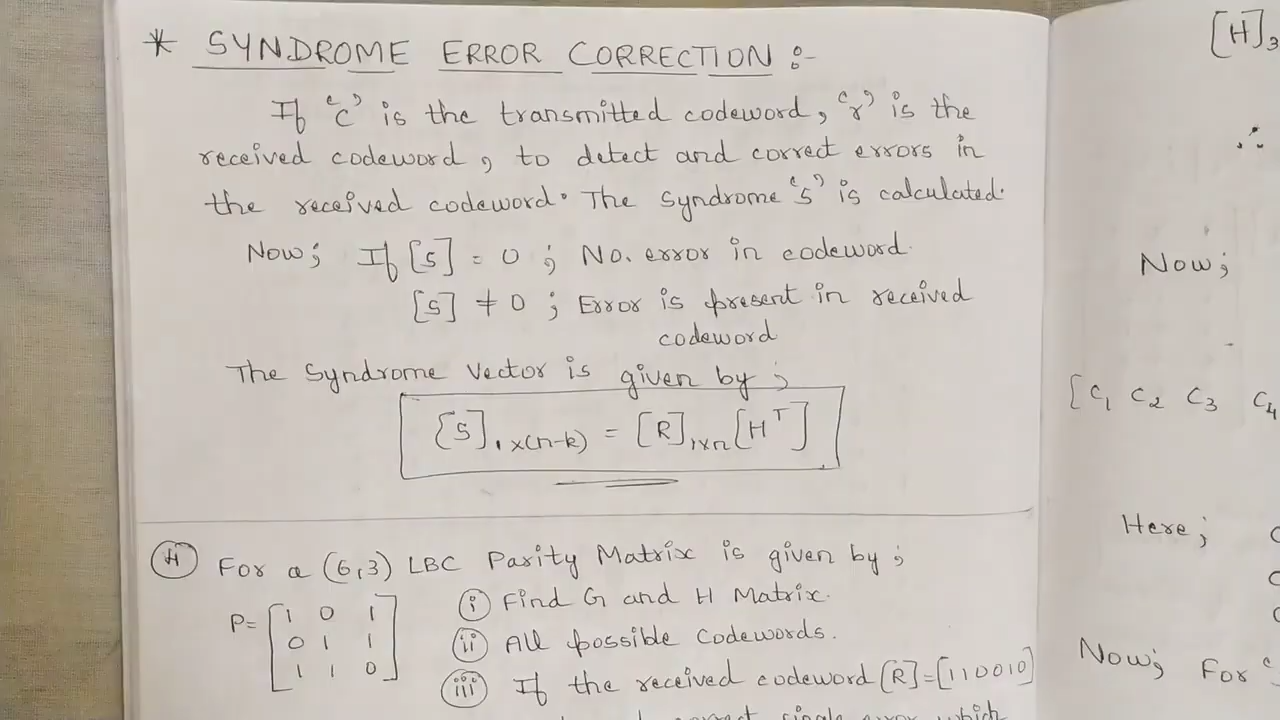 * SYNDROME ERROR CORRECTION :-
If 'c' is the transmitted codeword, 'r' is the
received codeword, to detect and correct errors in
the received codeword. The syndrome 's' is calculated.
Now; If [S] = 0 ; No. error in codeword.
[S] ≠ 0 ; Error is present in received
codeword
The Syndrome Vector is given by ;
[S]1×(n-k) = [R]1×n [H^T]
4 For a (6,3) LBC Parity Matrix is given by ;
P= [1 0 1
0 1 1
1 1 0]
(i) Find G and H Matrix.
(ii) All possible Codewords.
(iii) If the received codeword [R]=[110010]
single error which
[H]3
∴
Now;
[C1 C2 C3 C4
Here;
Now; For